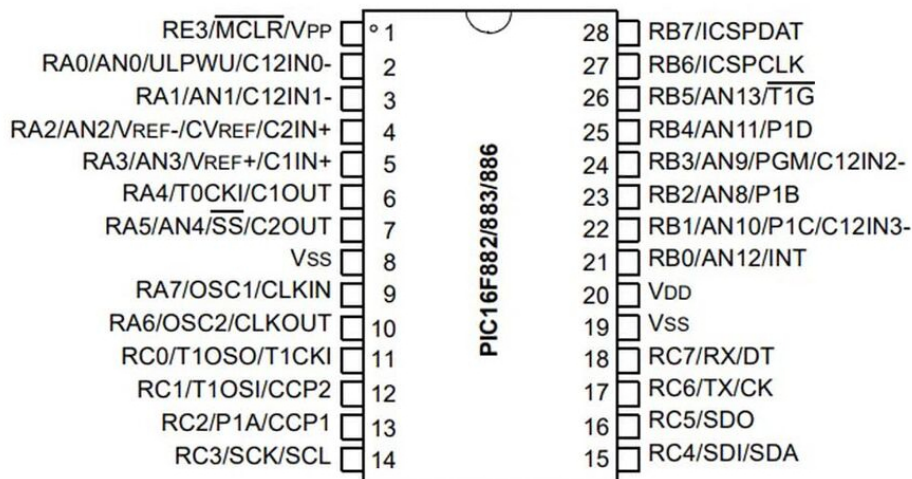 RE3/MCLR/VPP 1 28 RB7/ICSPDAT
RA0/AN0/ULPWU/C12IN0- 2 27 RB6/ICSPCLK
RA1/AN1/C12IN1- 3 26 RB5/AN13/T1G
RA2/AN2/VREF-/CVREF/C2IN+ 4 25 RB4/AN11/P1D
RA3/AN3/VREF+/C1IN+ 5 24 RB3/AN9/PGM/C12IN2-
RA4/T0CKI/C1OUT 6 23 RB2/AN8/P1B
RA5/AN4/SS/C2OUT 7 22 RB1/AN10/P1C/C12IN3-
VSS 8 21 RB0/AN12/INT
RA7/OSC1/CLKIN 9 20 VDD
RA6/OSC2/CLKOUT 10 19 VSS
RC0/T1OSO/T1CKI 11 18 RC7/RX/DT
RC1/T1OSI/CCP2 12 17 RC6/TX/CK
RC2/P1A/CCP1 13 16 RC5/SDO
RC3/SCK/SCL 14 15 RC4/SDI/SDA
PIC16F882/883/886